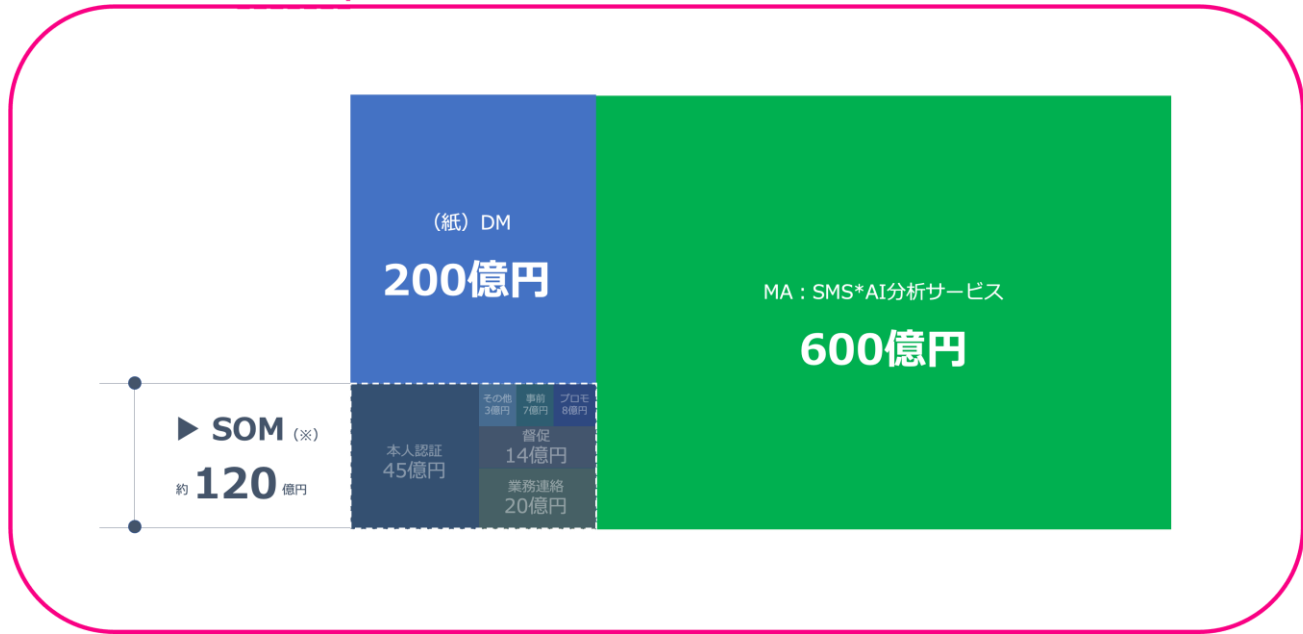 （紙）DM
200億円
MA：SMS*AI分析サービス
600億円
▶ SOM（※）
約120億円
本人認証
45億円
その他
3億円
事前
7億円
プロモ
8億円
督促
14億円
業務連絡
20億円